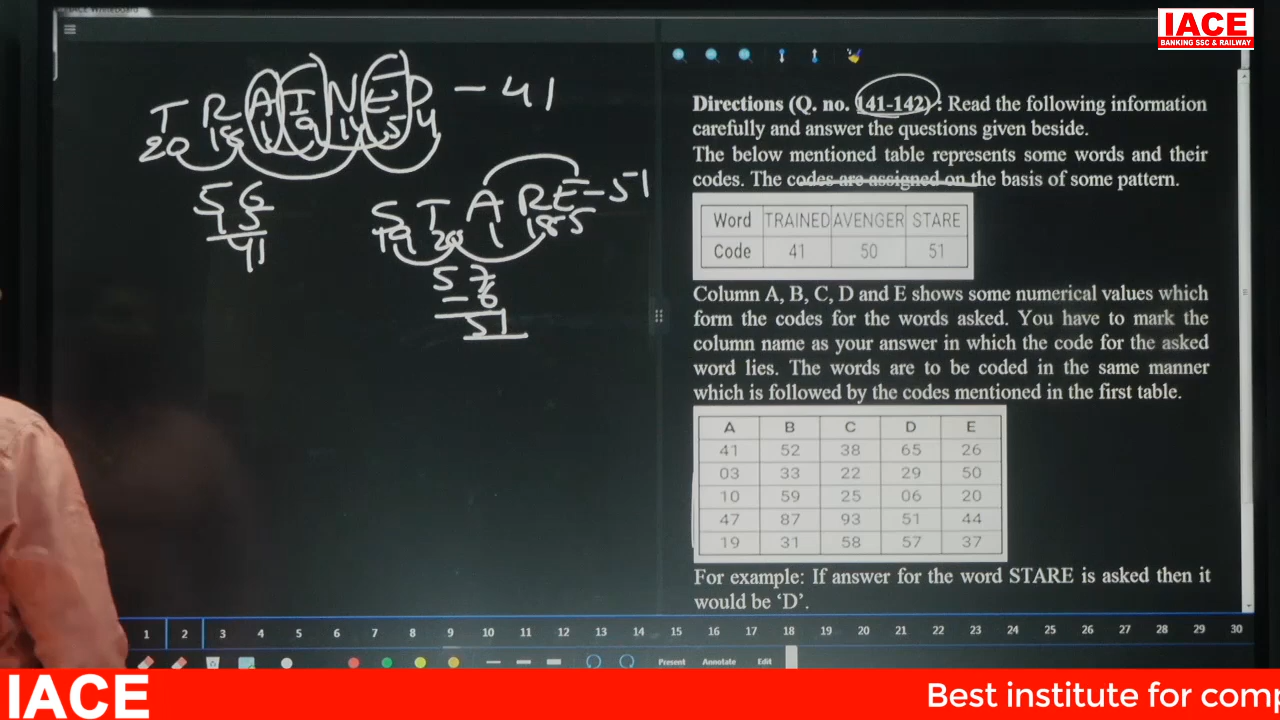 IACE
BANKING SSC & RAILWAY
T R A I N E D - 41
20 18 1 9 14 5 4
56
15
41
S T A R E - 51
19 20 1 18 5
57
- 6
51
Directions (Q. no. 141-142) : Read the following information
carefully and answer the questions given beside.
The below mentioned table represents some words and their
codes. The codes are assigned on the basis of some pattern.
Word TRAINED AVENGER STARE
Code 41 50 51
Column A, B, C, D and E shows some numerical values which
form the codes for the words asked. You have to mark the
column name as your answer in which the code for the asked
word lies. The words are to be coded in the same manner
which is followed by the codes mentioned in the first table.
A B C D E
41 52 38 65 26
03 33 22 29 50
10 59 25 06 20
47 87 93 51 44
19 31 58 57 37
For example: If answer for the word STARE is asked then it
would be ‘D’.
1 2 3 4 5 6 7 8 9 10 11 12 13 14 15 16 17 18 19 20 21 22 23 24 25 26 27 28 29 30
Present Annotate Edit
IACE
Best institute for comp